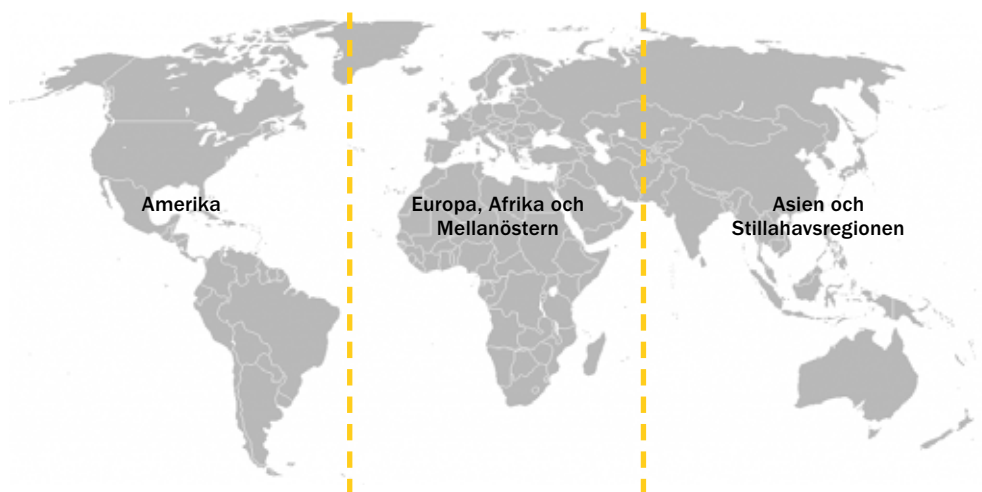 Amerika
Europa, Afrika och
Mellanöstern
Asien och
Stillahavsregionen